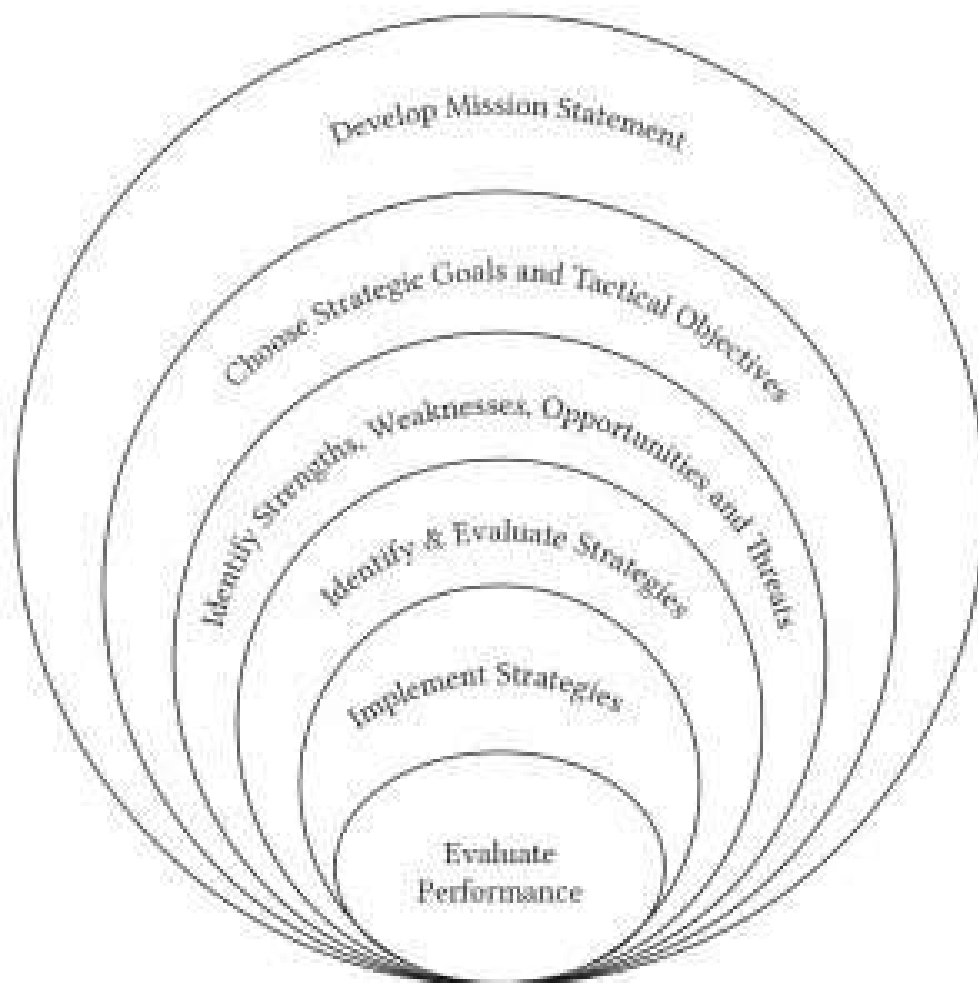 Develop Mission Statement
Choose Strategic Goals and Tactical Objectives
Identify Strengths, Weaknesses, Opportunities and Threats
Identify & Evaluate Strategies
Implement Strategies
Evaluate
Performance